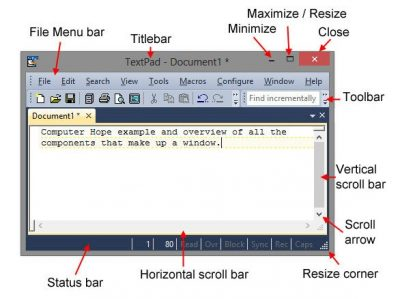 Maximize / Resize
Titlebar
Minimize
Close
File Menu bar
TextPad - Document1 *
File Edit Search View Tools Macros Configure Window Help
Find incrementally
Toolbar
Document1 *
Computer Hope example and overview of all the
components that make up a window.
Vertical
scroll bar
Scroll
arrow
1 80 Read Ovr Block Sync Rec Caps
Status bar
Horizontal scroll bar
Resize corner